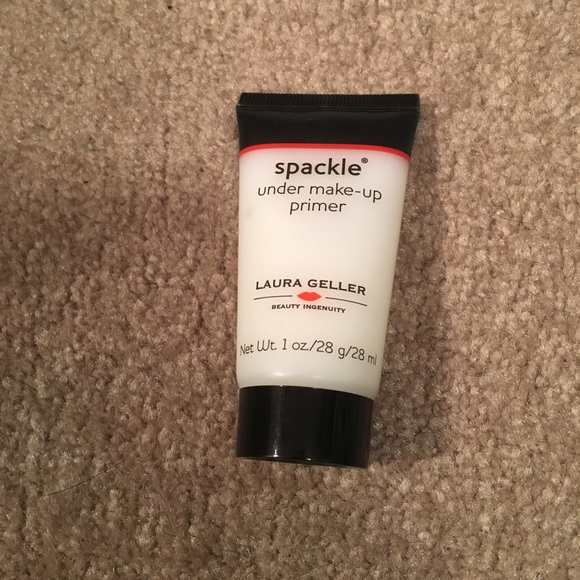 spackle®
under make-up
primer
LAURA GELLER
BEAUTY INGENUITY
Net Wt. 1 oz./28 g/28 ml